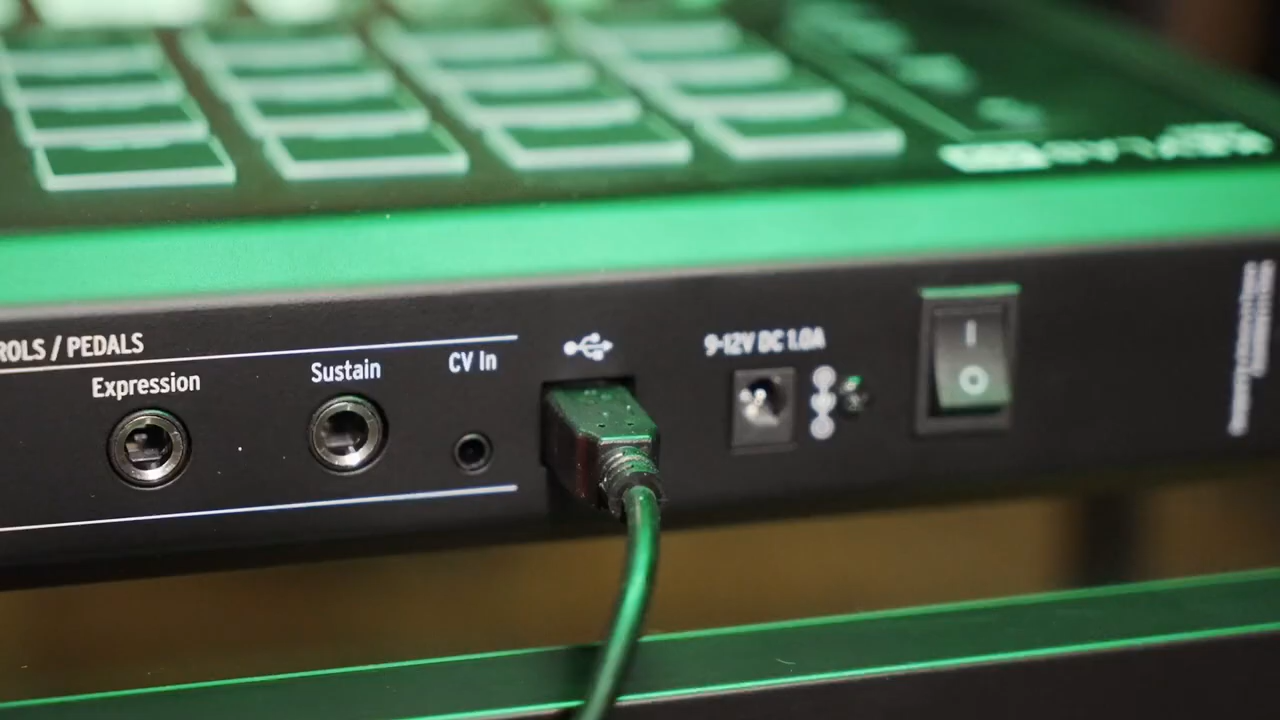 ROLS / PEDALS
Expression
Sustain
CV In
9-12V DC 1.0A
I
O